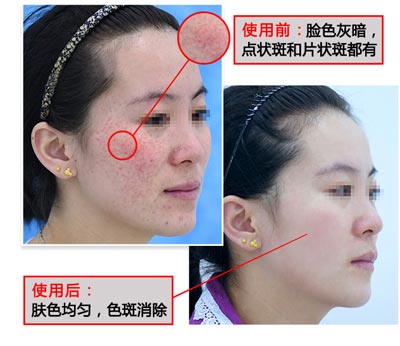 使用前：脸色灰暗，
点状斑和片状斑都有
使用后：
肤色均匀，色斑消除